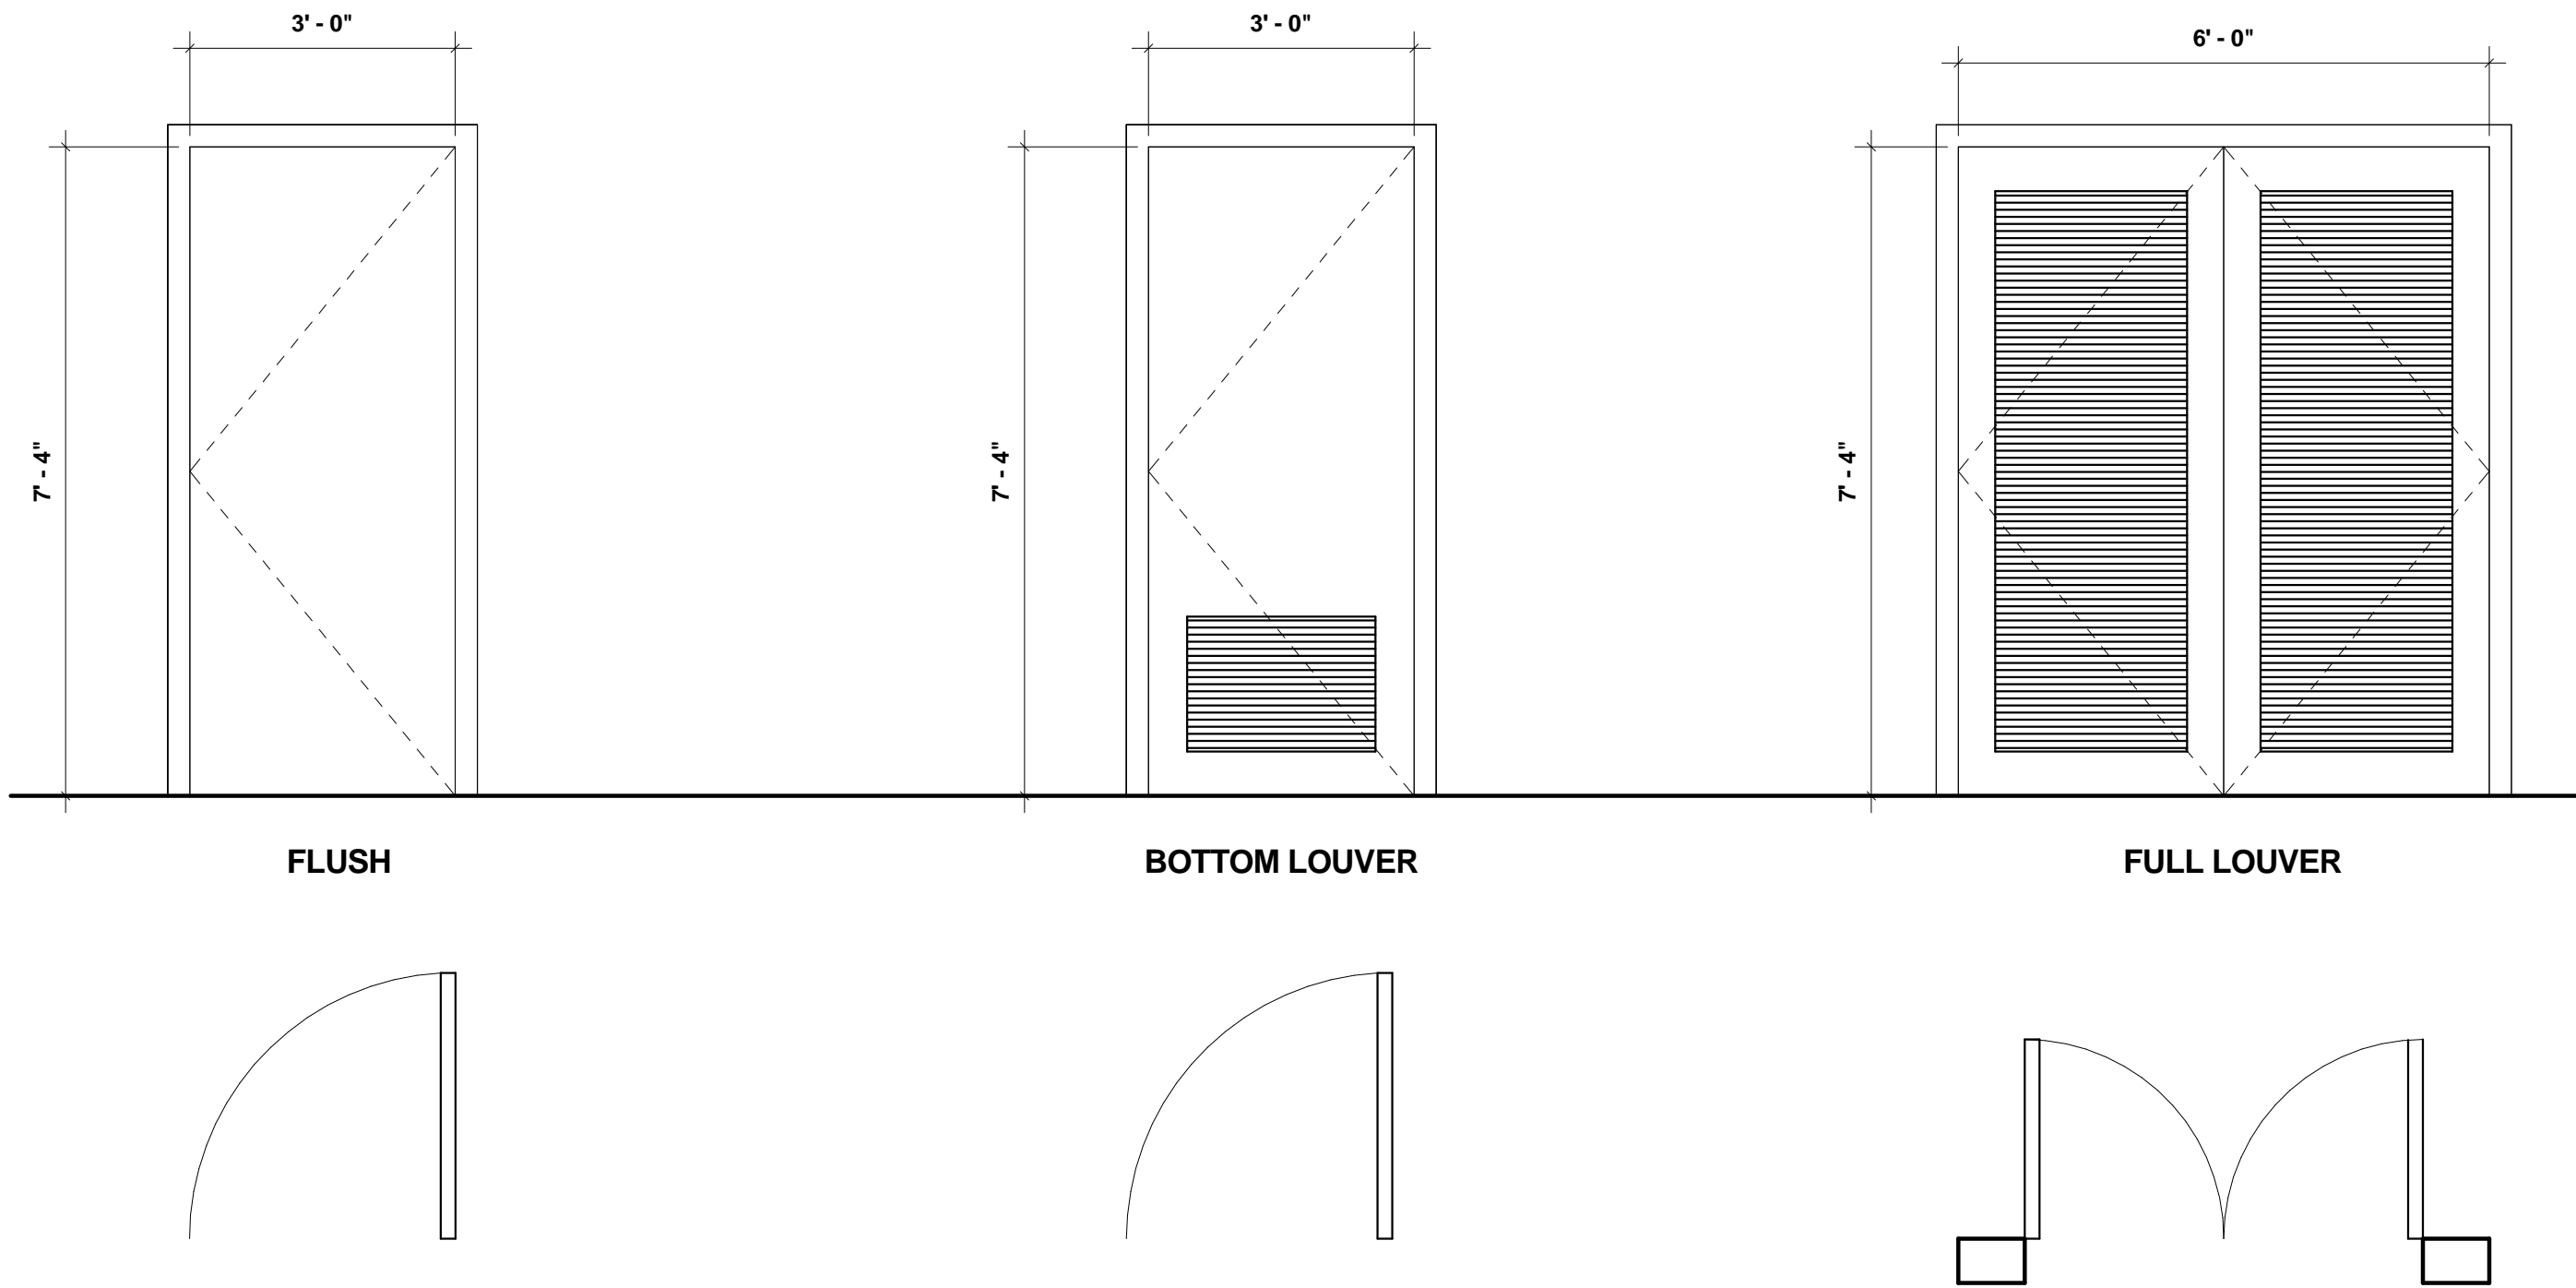 3' - 0"
3' - 0"
6' - 0"
7' - 4"
7' - 4"
7' - 4"
FLUSH
BOTTOM LOUVER
FULL LOUVER